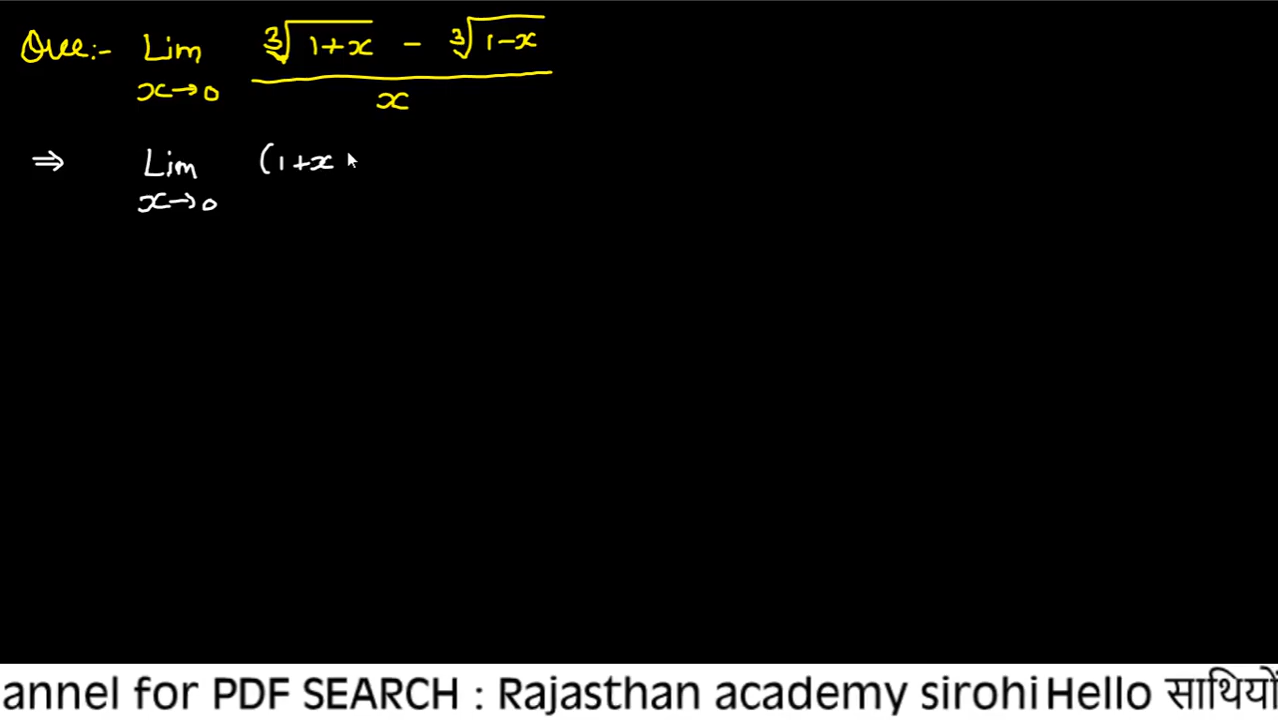 Que:- Lim x→0 (∛(1+x) - ∛(1-x)) / x
⇒ Lim x→0 (1+x
annel for PDF SEARCH : Rajasthan academy sirohi Hello साथियों